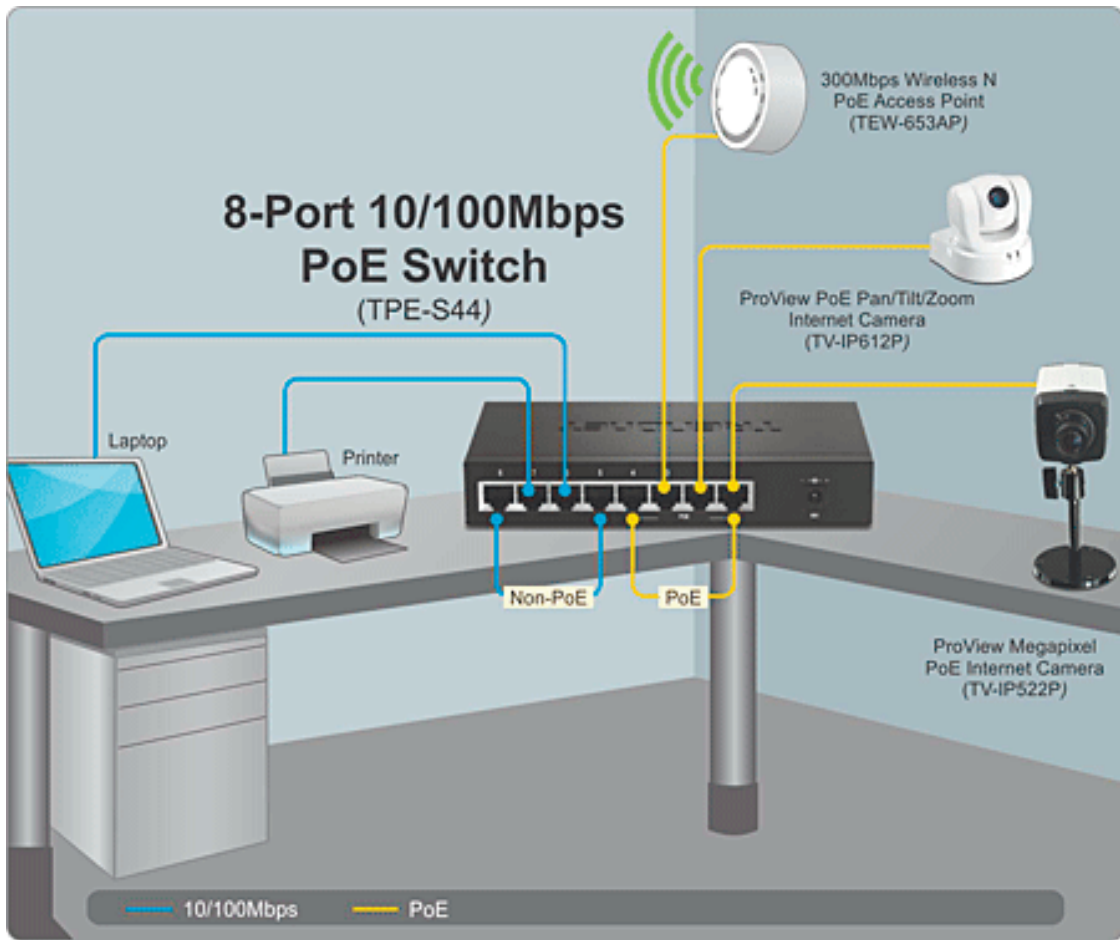 300Mbps Wireless N
PoE Access Point
(TEW-653AP)
8-Port 10/100Mbps
PoE Switch
(TPE-S44)
ProView PoE Pan/Tilt/Zoom
Internet Camera
(TV-IP612P)
Laptop
Printer
Non-PoE
PoE
ProView Megapixel
PoE Internet Camera
(TV-IP522P)
10/100Mbps
PoE